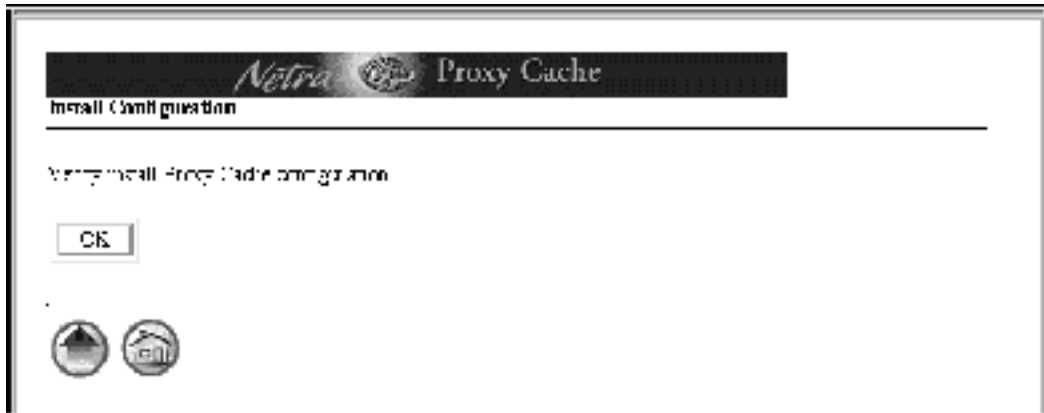 Netra Proxy Cache
Install Configuration
Verify install Proxy Cache configuration
OK